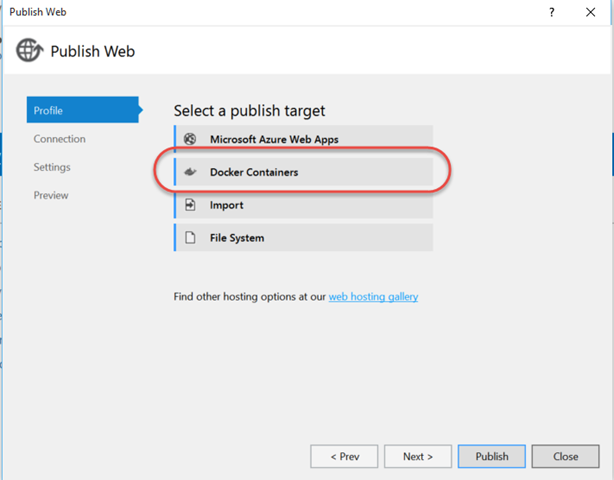 Publish Web
?
Publish Web
Profile
Connection
Settings
Preview
Select a publish target
Microsoft Azure Web Apps
Docker Containers
Import
File System
Find other hosting options at our web hosting gallery
< Prev
Next >
Publish
Close